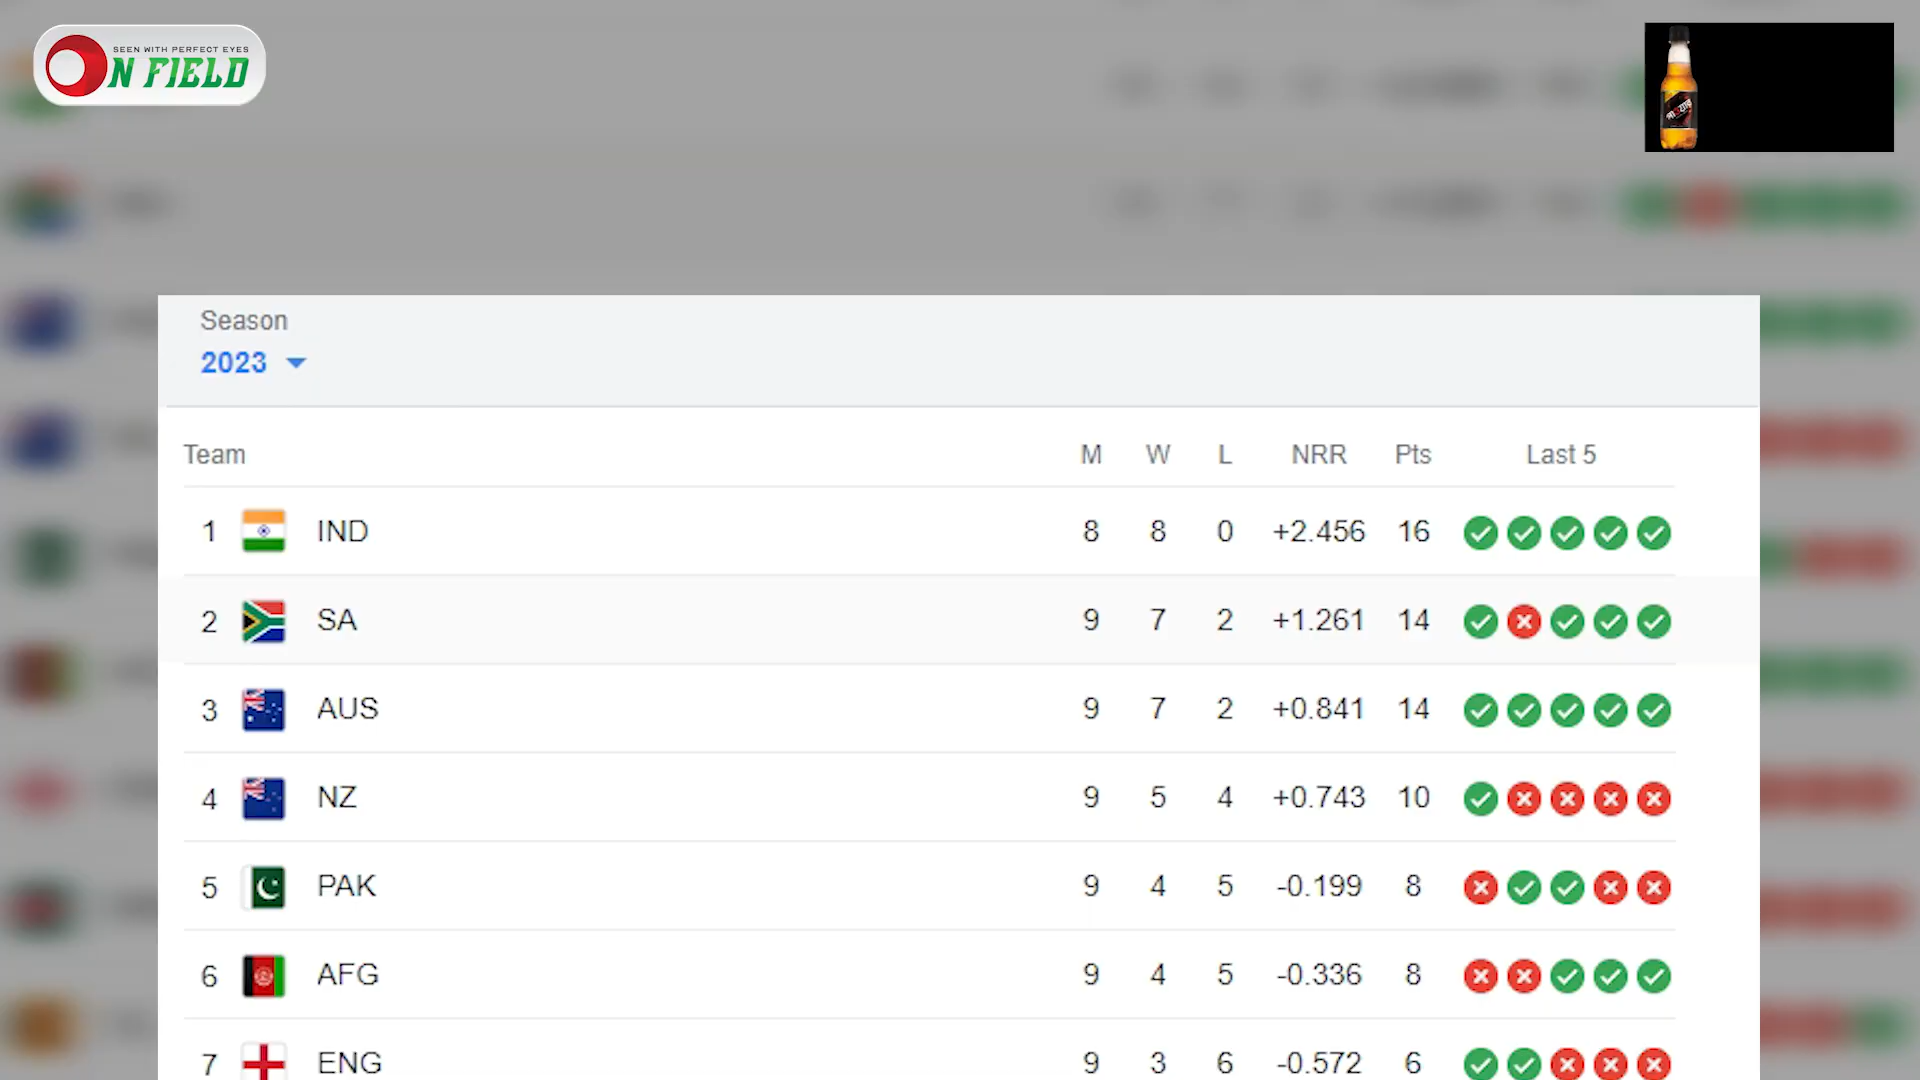 SEEN WITH PERFECT EYES
ON FIELD
Season
2023
Team M W L NRR Pts Last 5
1 IND 8 8 0 +2.456 16
2 SA 9 7 2 +1.261 14
3 AUS 9 7 2 +0.841 14
4 NZ 9 5 4 +0.743 10
5 PAK 9 4 5 -0.199 8
6 AFG 9 4 5 -0.336 8
7 ENG 9 3 6 -0.572 6